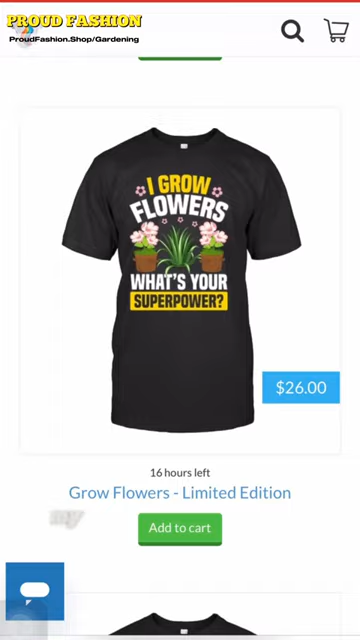 PROUD FASHION
ProudFashion.Shop/Gardening
I GROW
FLOWERS
WHAT'S YOUR
SUPERPOWER?
$26.00
16 hours left
Grow Flowers - Limited Edition
my
Add to cart